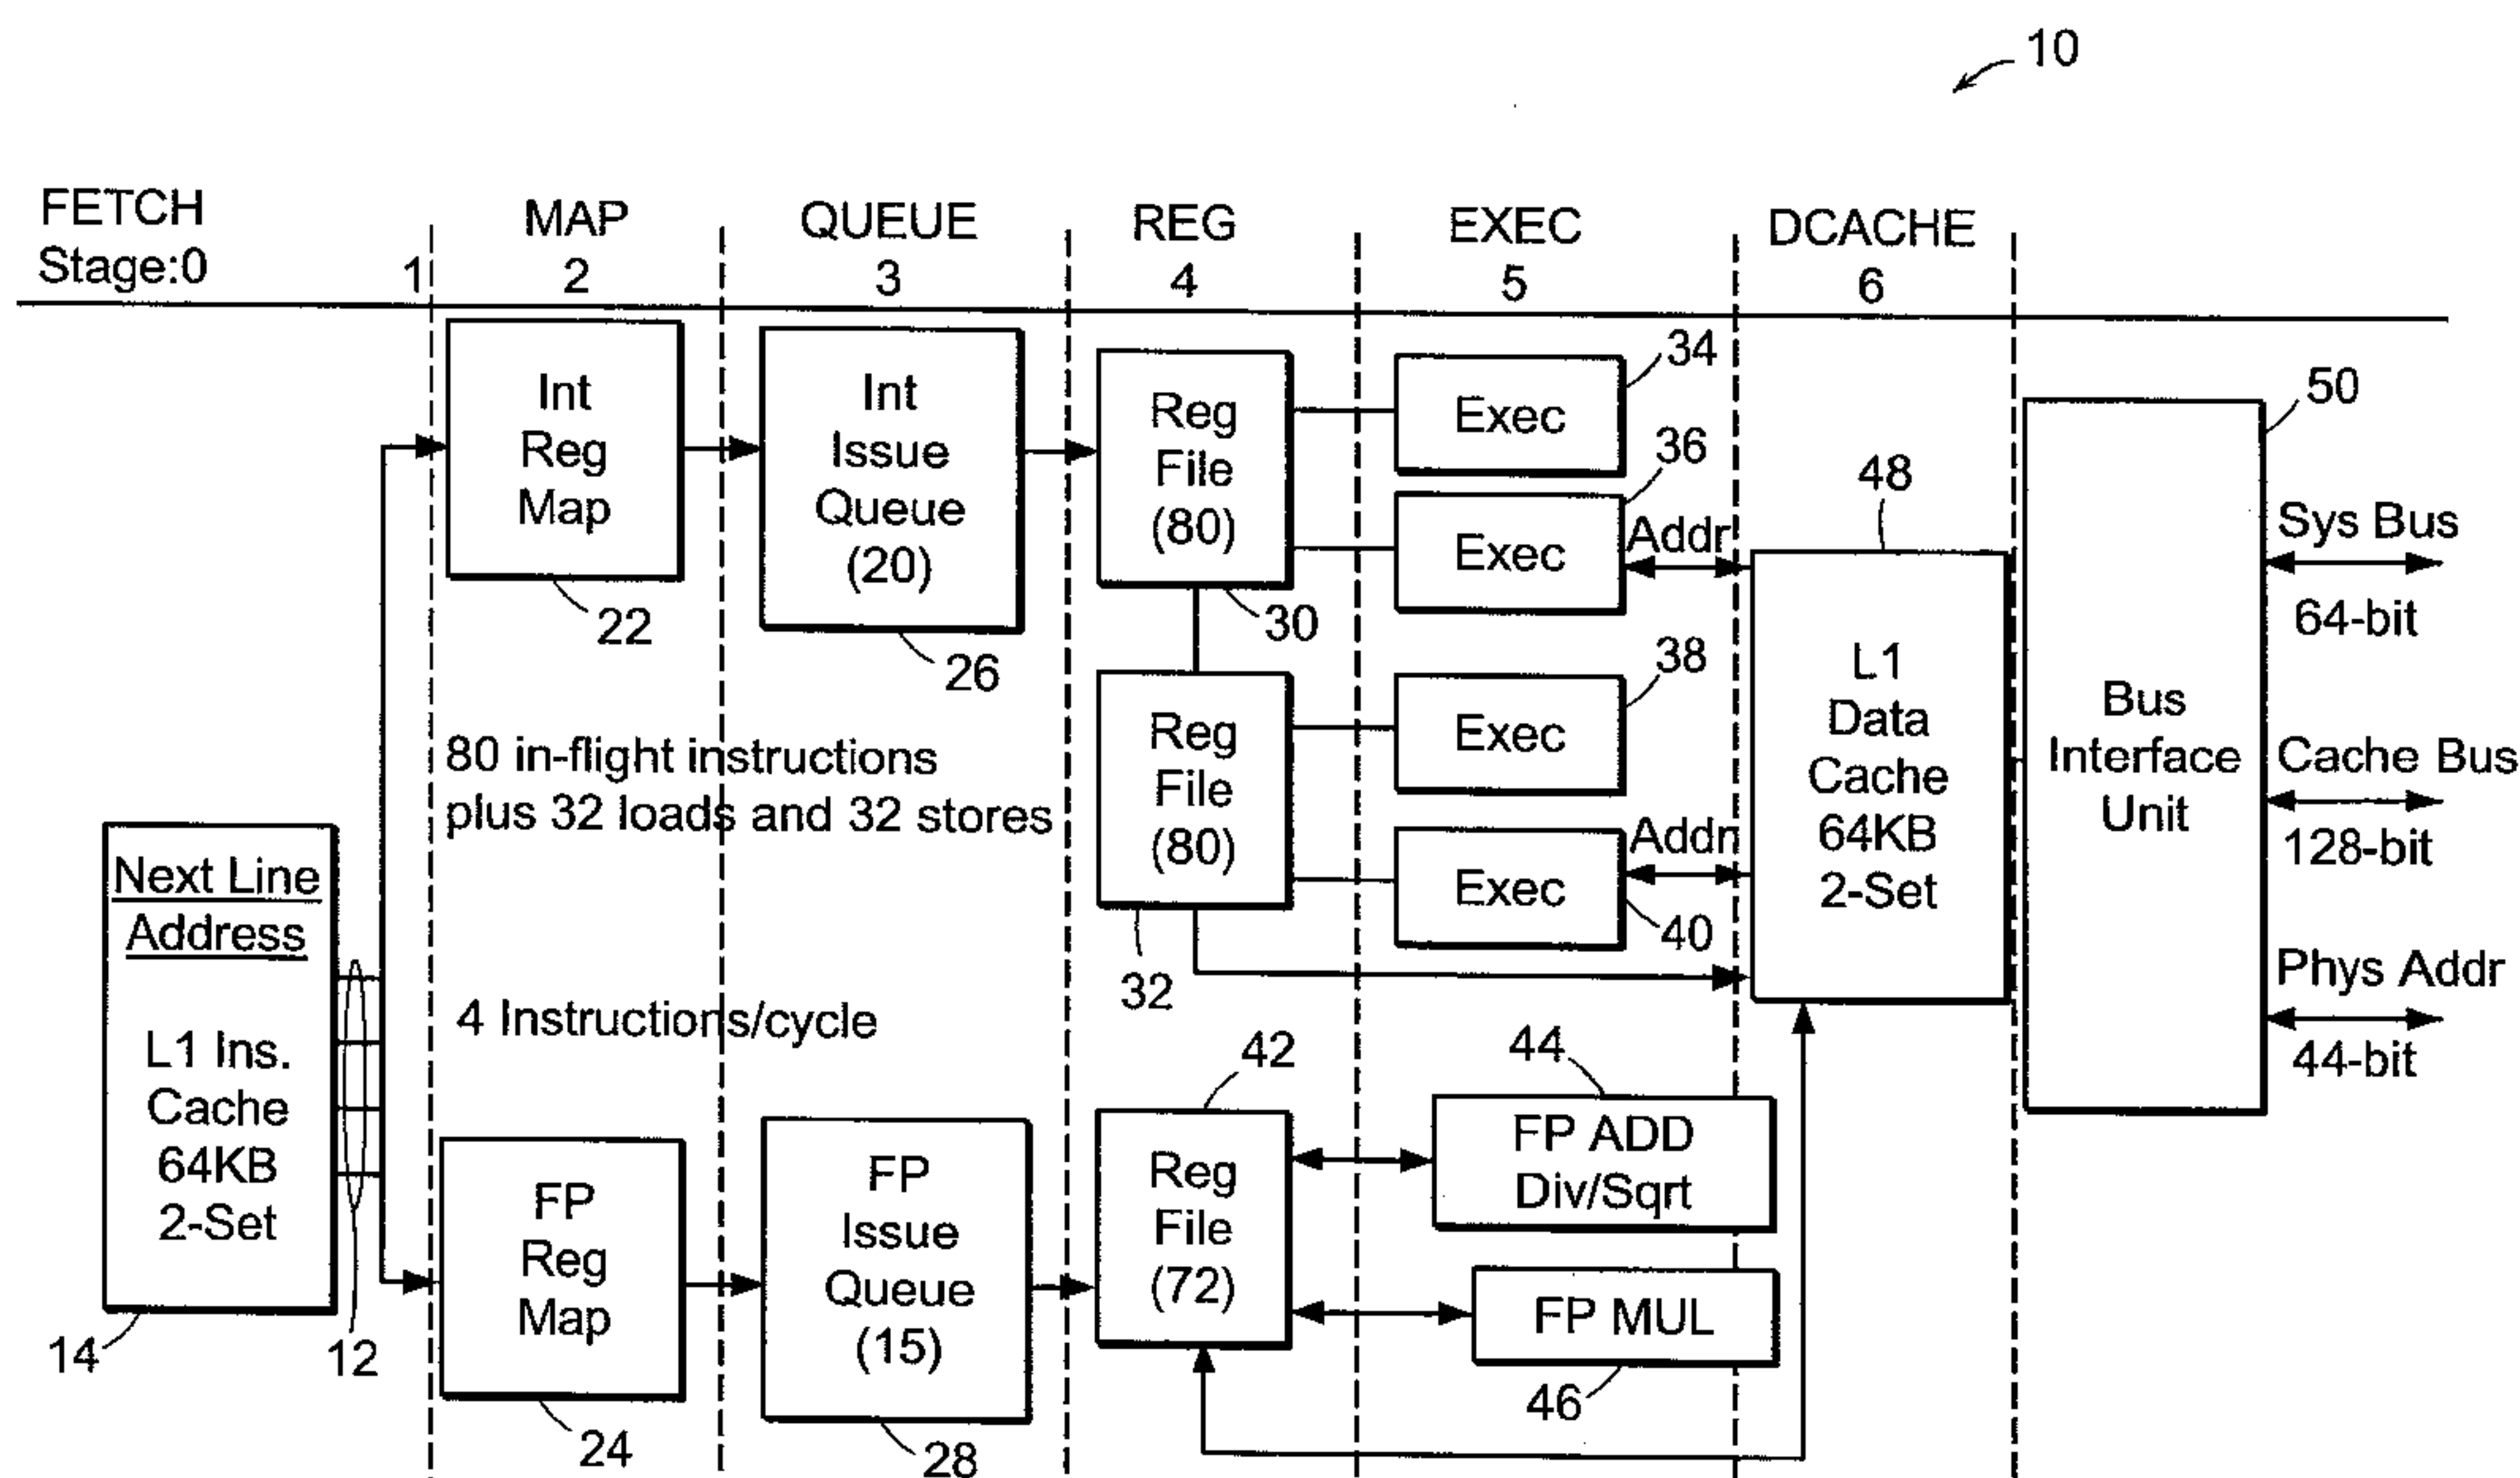 10
FETCH
Stage:0
1
MAP
2
QUEUE
3
REG
4
EXEC
5
DCACHE
6
Int
Reg
Map
22
Int
Issue
Queue
(20)
26
Reg
File
(80)
30
Exec
34
Exec
36
Addr
Reg
File
(80)
32
Exec
38
Exec
40
Addr
48
L1
Data
Cache
64KB
2-Set
50
Bus
Interface
Unit
Sys Bus
64-bit
Cache Bus
128-bit
Phys Addr
44-bit
80 in-flight instructions
plus 32 loads and 32 stores
4 Instructions/cycle
Next Line
Address
L1 Ins.
Cache
64KB
2-Set
14
12
FP
Reg
Map
24
FP
Issue
Queue
(15)
28
42
Reg
File
(72)
44
FP ADD
Div/Sqrt
FP MUL
46